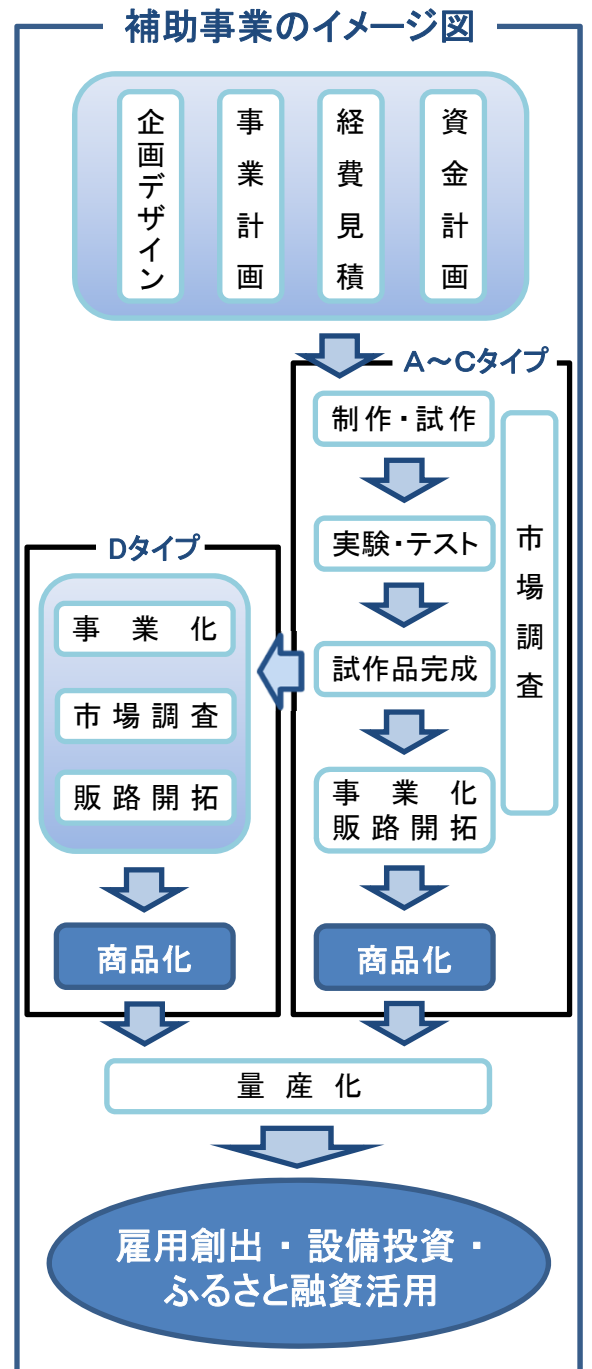 補助事業のイメージ図
企画デザイン
事業計画
経費見積
資金計画
A～Cタイプ
制作・試作
実験・テスト
試作品完成
事業化
販路開拓
市場調査
商品化
Dタイプ
事業化
市場調査
販路開拓
商品化
量産化
雇用創出・設備投資・
ふるさと融資活用